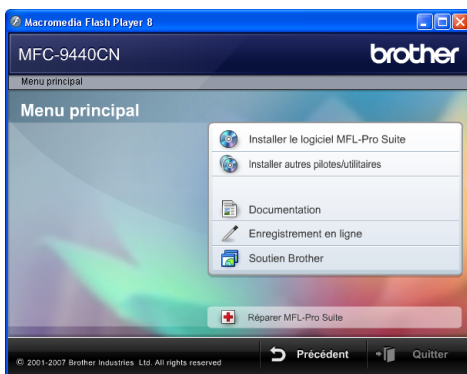 Macromedia Flash Player 8
MFC-9440CN
brother
Menu principal
Menu principal
Installer le logiciel MFL-Pro Suite
Installer autres pilotes/utilitaires
Documentation
Enregistrement en ligne
Soutien Brother
Réparer MFL-Pro Suite
© 2001-2007 Brother Industries Ltd. All rights reserved
Précédent
Quitter